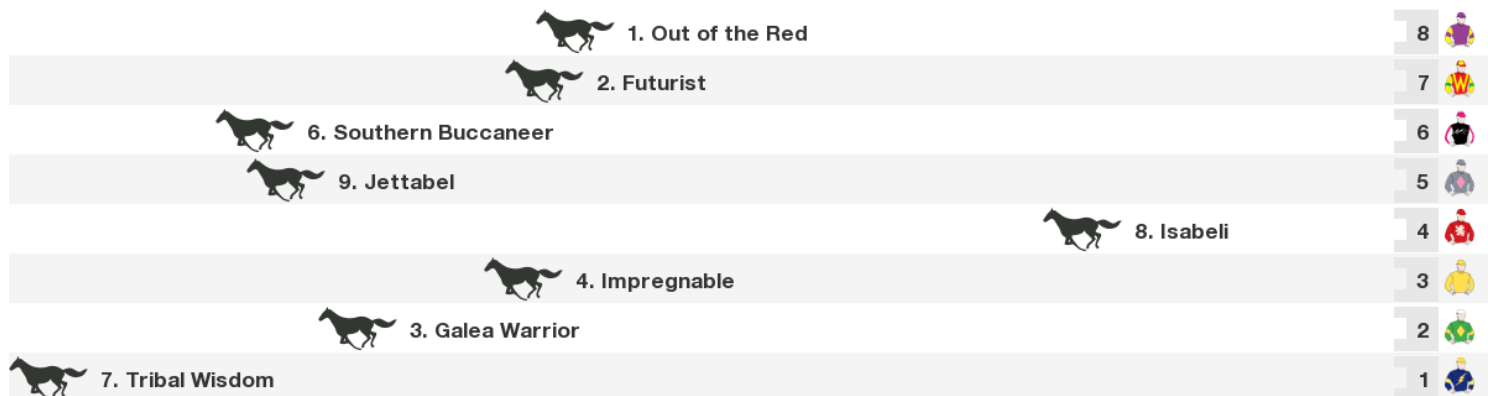 1. Out of the Red 8
2. Futurist 7 W
6. Southern Buccaneer 6
9. Jettabel 5
8. Isabeli 4
4. Impregnable 3
3. Galea Warrior 2
7. Tribal Wisdom 1